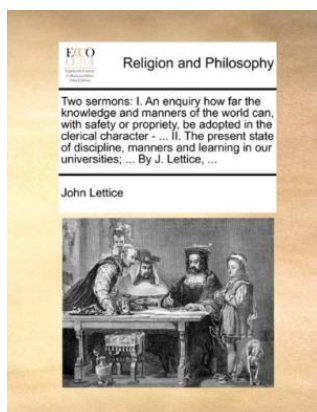 ECCO
Religion and Philosophy
Two sermons: I. An enquiry how far the
knowledge and manners of the world can,
with safety or propriety, be adopted in the
clerical character - ... II. The present state
of discipline, manners and learning in our
universities; ... By J. Lettice, ...
John Lettice